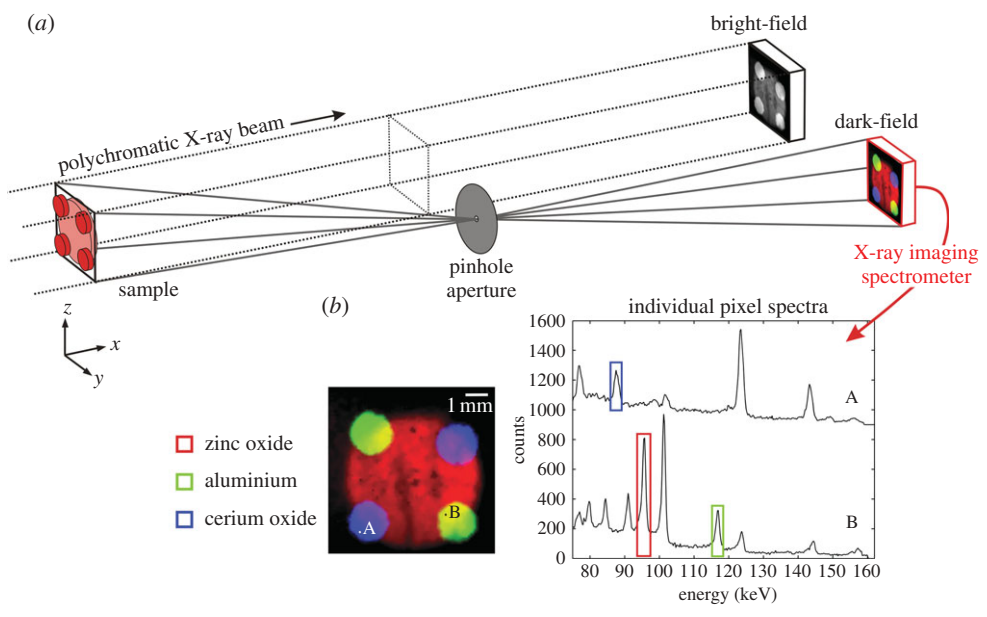 (a)
bright-field
dark-field
polychromatic X-ray beam
X-ray imaging
spectrometer
pinhole
aperture
sample
z
x
y
(b)
individual pixel spectra
1 mm
A
B
zinc oxide
aluminium
cerium oxide
1600
1400
1200
1000
800
600
400
200
0
counts
A
B
80 90 100 110 120 130 140 150 160
energy (keV)